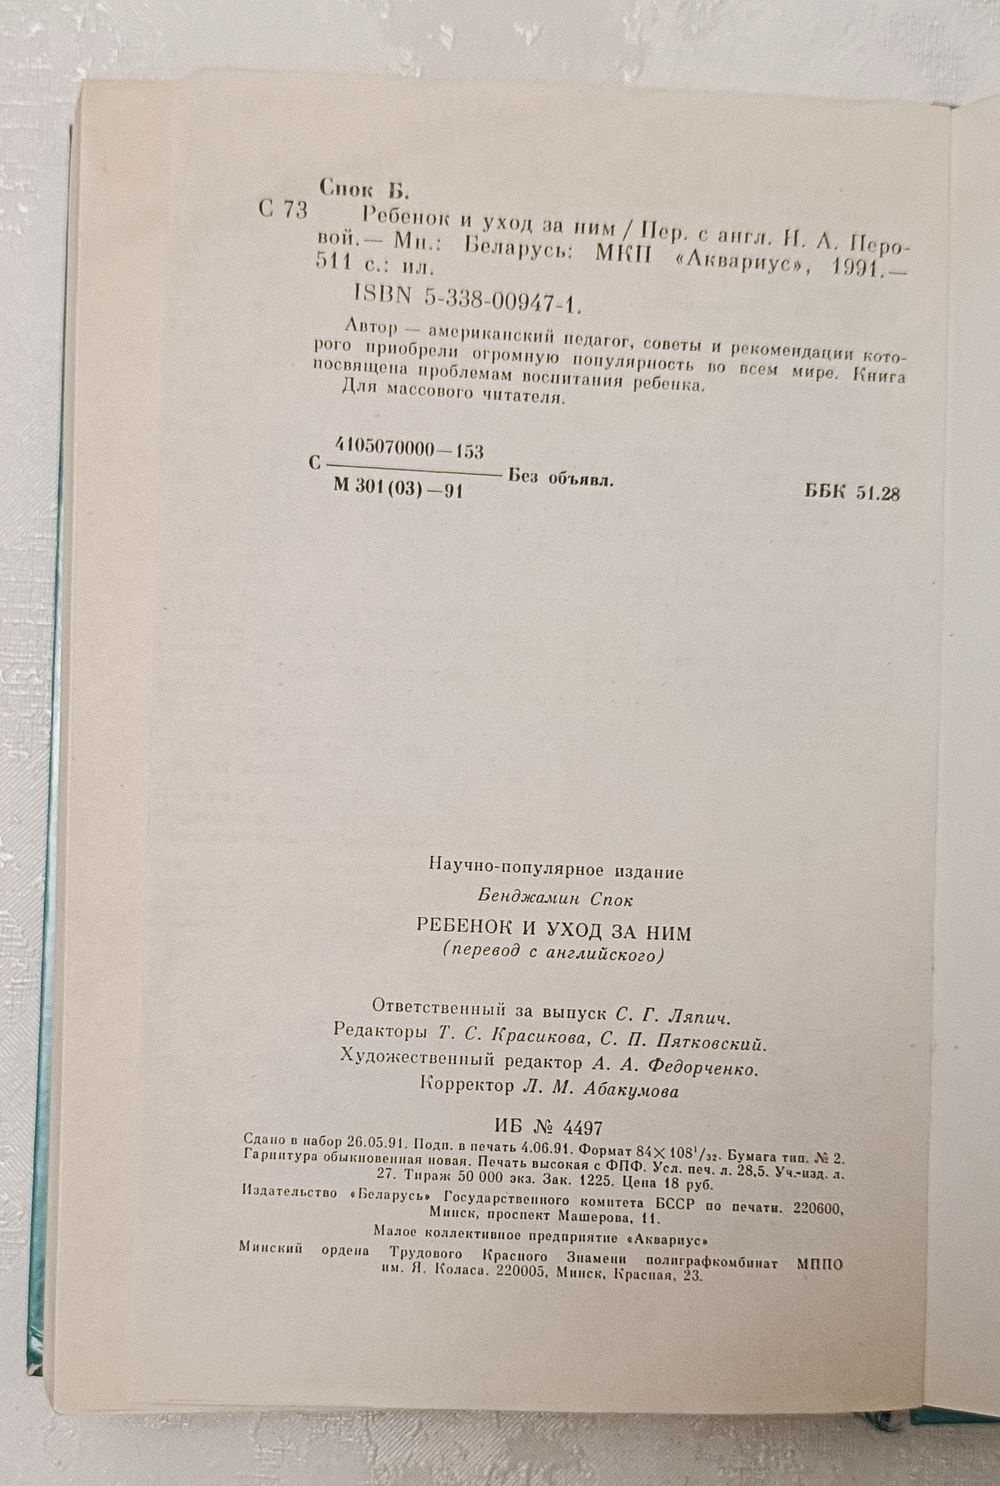 Спок Б.
С 73 Ребенок и уход за ним / Пер. с англ. Н. А. Перо-
вой.— Мн.: Беларусь: МКП «Аквариус», 1991.—
511 с.: ил.
ISBN 5-338-00947-1.
Автор — американский педагог, советы и рекомендации кото-
рого приобрели огромную популярность во всем мире. Книга
посвящена проблемам воспитания ребенка.
Для массового читателя.
4105070000—153
С Без объявл.
М 301(03)—91
ББК 51.28
Научно-популярное издание
Бенджамин Спок
РЕБЕНОК И УХОД ЗА НИМ
(перевод с английского)
Ответственный за выпуск С. Г. Ляпич.
Редакторы Т. С. Красикова, С. П. Пятковский.
Художественный редактор А. А. Федорченко.
Корректор Л. М. Абакумова
ИБ № 4497
Сдано в набор 26.05.91. Подп. в печать 4.06.91. Формат 84×108¹/₃₂. Бумага тип. № 2.
Гарнитура обыкновенная новая. Печать высокая с ФПФ. Усл. печ. л. 28,5. Уч.-изд. л.
27. Тираж 50 000 экз. Зак. 1225. Цена 18 руб.
Издательство «Беларусь» Государственного комитета БССР по печати. 220600,
Минск, проспект Машерова, 11.
Малое коллективное предприятие «Аквариус»
Минский ордена Трудового Красного Знамени полиграфкомбинат МППО
им. Я. Коласа. 220005, Минск, Красная, 23.